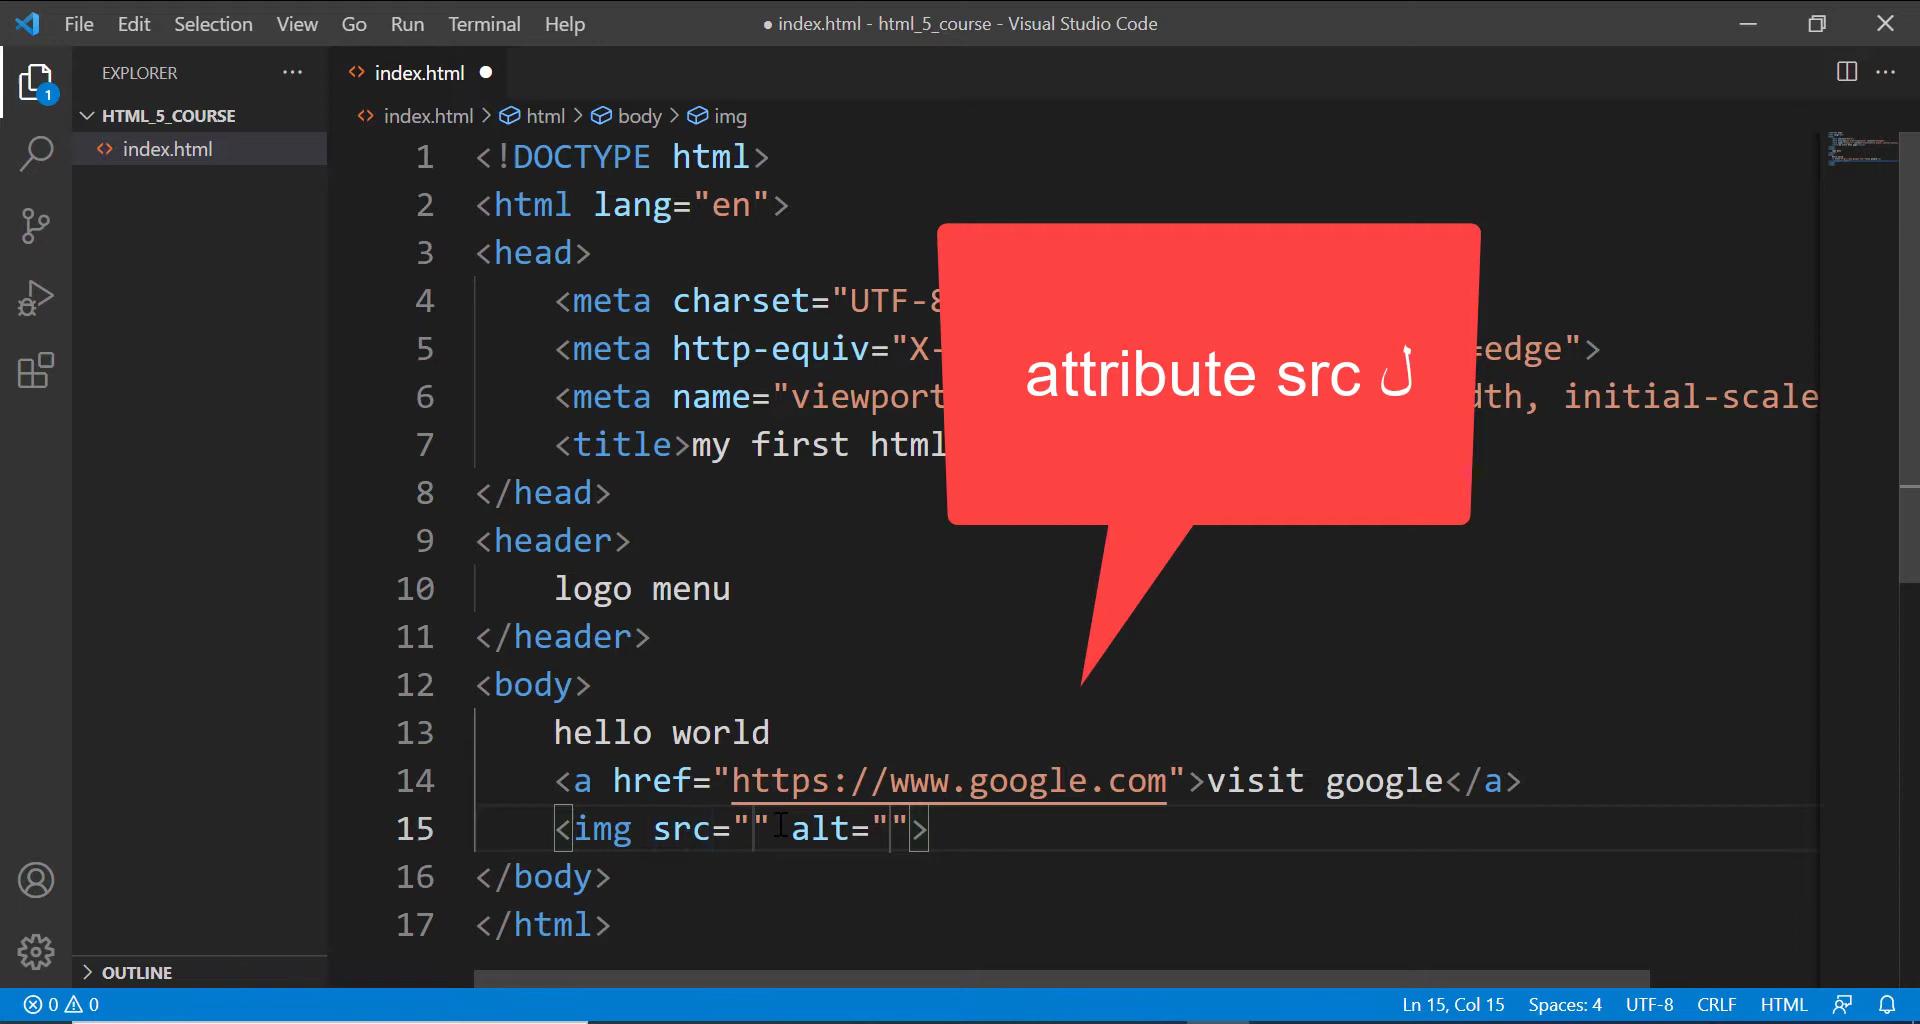 File Edit Selection View Go Run Terminal Help
● index.html - html_5_course - Visual Studio Code
EXPLORER
HTML_5_COURSE
index.html
1
index.html ●
index.html > html > body > img
1 <!DOCTYPE html>
2 <html lang="en">
3 <head>
4 <meta charset="UTF-8
5 <meta http-equiv="X- =edge">
6 <meta name="viewport dth, initial-scale
7 <title>my first html
8 </head>
9 <header>
10 logo menu
11 </header>
12 <body>
13 hello world
14 <a href="https://www.google.com">visit google</a>
15 <img src="" alt="">
16 </body>
17 </html>
attribute src ل
OUTLINE
0 0
Ln 15, Col 15 Spaces: 4 UTF-8 CRLF HTML